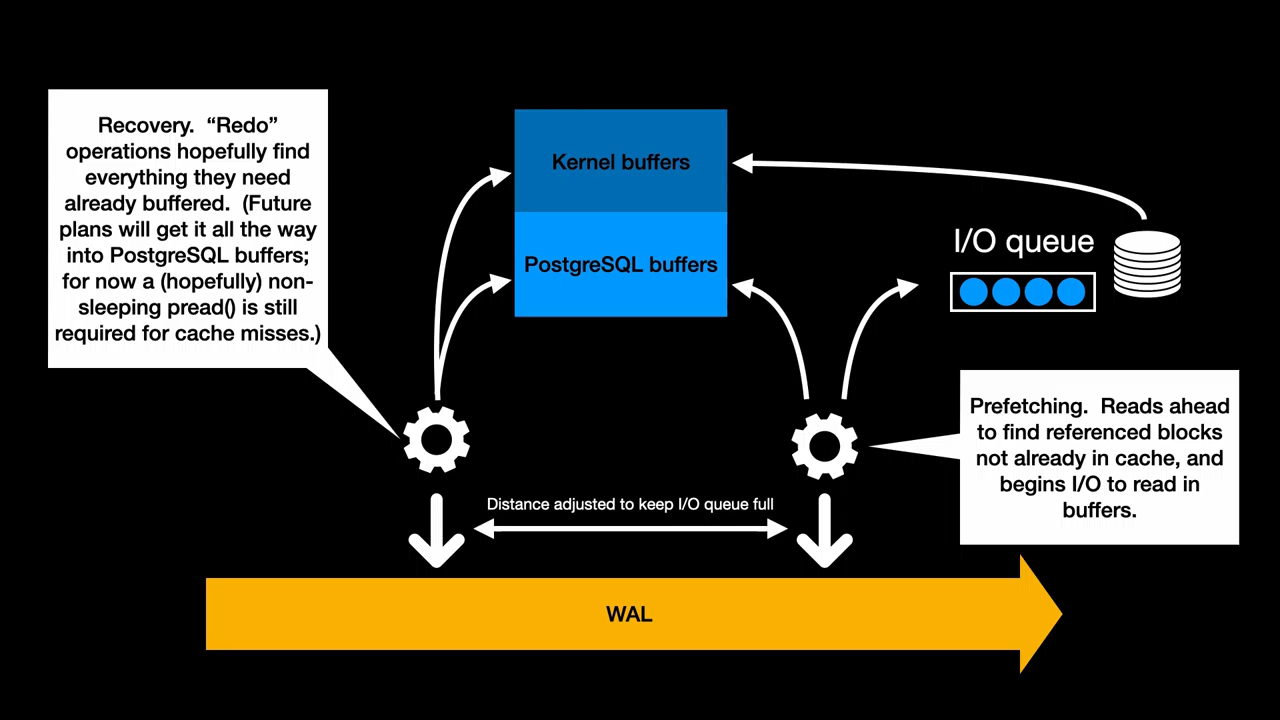 Recovery.  “Redo”
operations hopefully find
everything they need
already buffered.  (Future
plans will get it all the way
into PostgreSQL buffers;
for now a (hopefully) non-
sleeping pread() is still
required for cache misses.)
Kernel buffers
PostgreSQL buffers
I/O queue
Prefetching.  Reads ahead
to find referenced blocks
not already in cache, and
begins I/O to read in
buffers.
Distance adjusted to keep I/O queue full
WAL